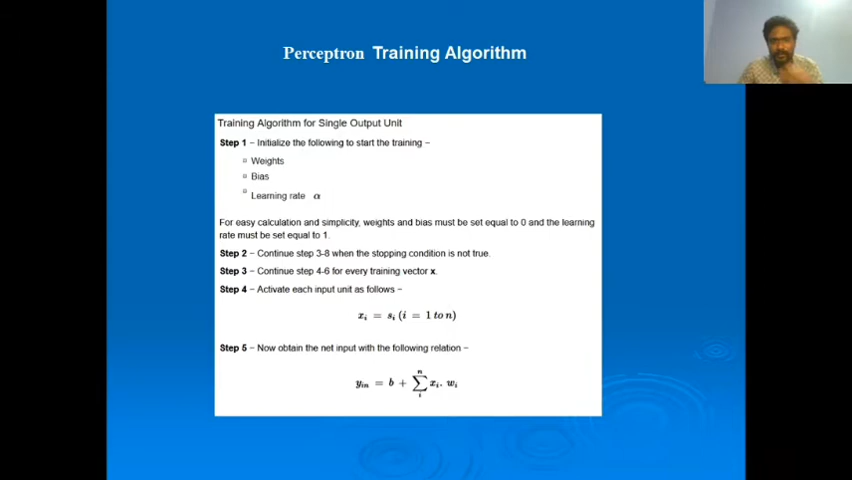 Perceptron Training Algorithm
Training Algorithm for Single Output Unit
Step 1 – Initialize the following to start the training –
Weights
Bias
Learning rate α
For easy calculation and simplicity, weights and bias must be set equal to 0 and the learning
rate must be set equal to 1.
Step 2 – Continue step 3-8 when the stopping condition is not true.
Step 3 – Continue step 4-6 for every training vector x.
Step 4 – Activate each input unit as follows –
xᵢ = sᵢ (i = 1 to n)
Step 5 – Now obtain the net input with the following relation –
yᵢₙ = b + ∑ᵢⁿ xᵢ. wᵢ